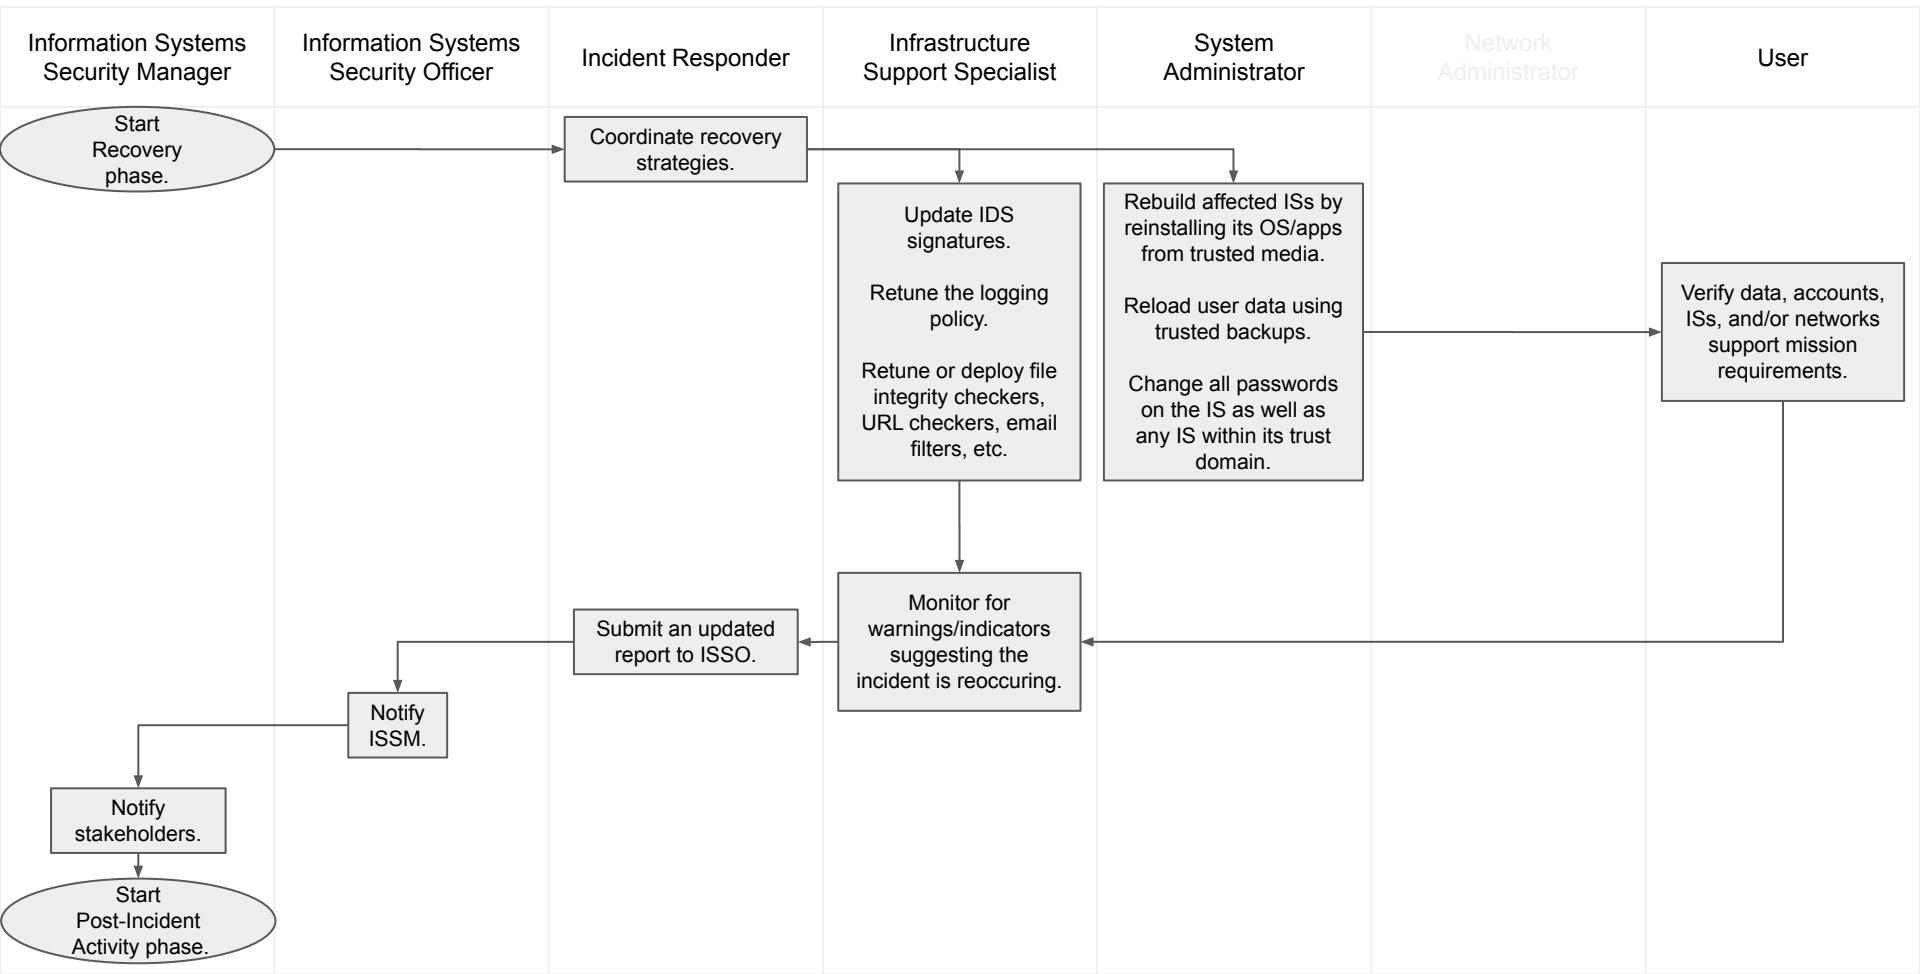 Information Systems
Security Manager
Information Systems
Security Officer
Incident Responder
Infrastructure
Support Specialist
System
Administrator
Network
Administrator
User
Start
Recovery
phase.
Coordinate recovery
strategies.
Update IDS
signatures.
Retune the logging
policy.
Retune or deploy file
integrity checkers,
URL checkers, email
filters, etc.
Rebuild affected ISs by
reinstalling its OS/apps
from trusted media.
Reload user data using
trusted backups.
Change all passwords
on the IS as well as
any IS within its trust
domain.
Verify data, accounts,
ISs, and/or networks
support mission
requirements.
Monitor for
warnings/indicators
suggesting the
incident is reoccuring.
Submit an updated
report to ISSO.
Notify
ISSM.
Notify
stakeholders.
Start
Post-Incident
Activity phase.